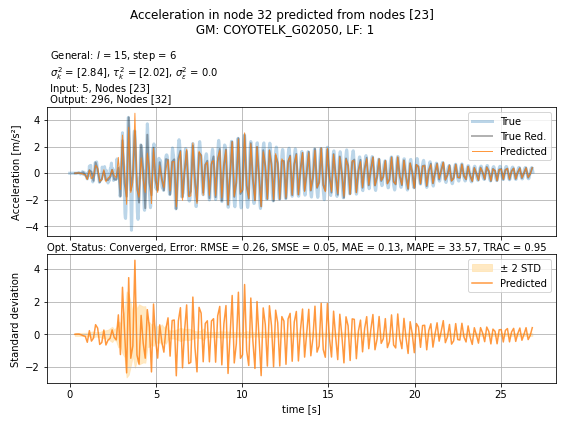 Acceleration in node 32 predicted from nodes [23]
GM: COYOTELK_G02050, LF: 1
General: l = 15, step = 6
σ²ₖ = [2.84], τ²ₖ = [2.02], σ²ε = 0.0
Input: 5, Nodes [23]
Output: 296, Nodes [32]
Acceleration [m/s²]
4
2
0
−2
−4
True
True Red.
Predicted
Opt. Status: Converged, Error: RMSE = 0.26, SMSE = 0.05, MAE = 0.13, MAPE = 33.57, TRAC = 0.95
Standard deviation
4
2
0
−2
± 2 STD
Predicted
0 5 10 15 20 25
time [s]